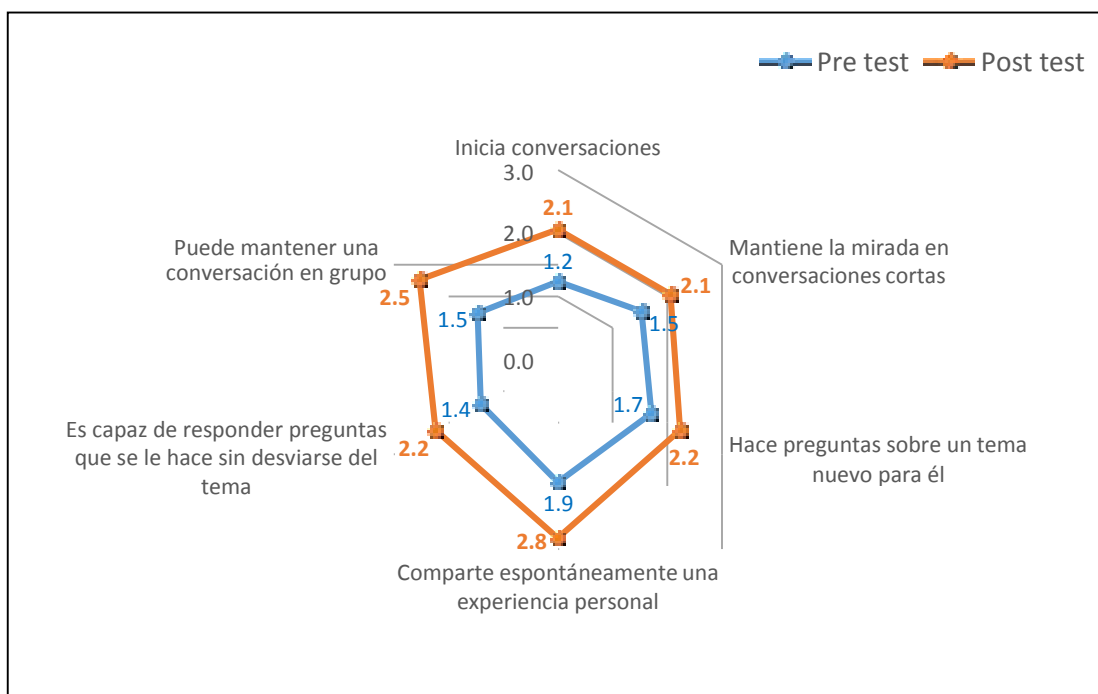 Pre test
Post test
Inicia conversaciones
3.0
2.1
2.0
1.2
1.0
0.0
Mantiene la mirada en
conversaciones cortas
2.1
1.5
Hace preguntas sobre un tema
nuevo para él
1.7
2.2
1.9
2.8
Comparte espontáneamente una
experiencia personal
Es capaz de responder preguntas
que se le hace sin desviarse del
tema
1.4
2.2
Puede mantener una
conversación en grupo
2.5
1.5